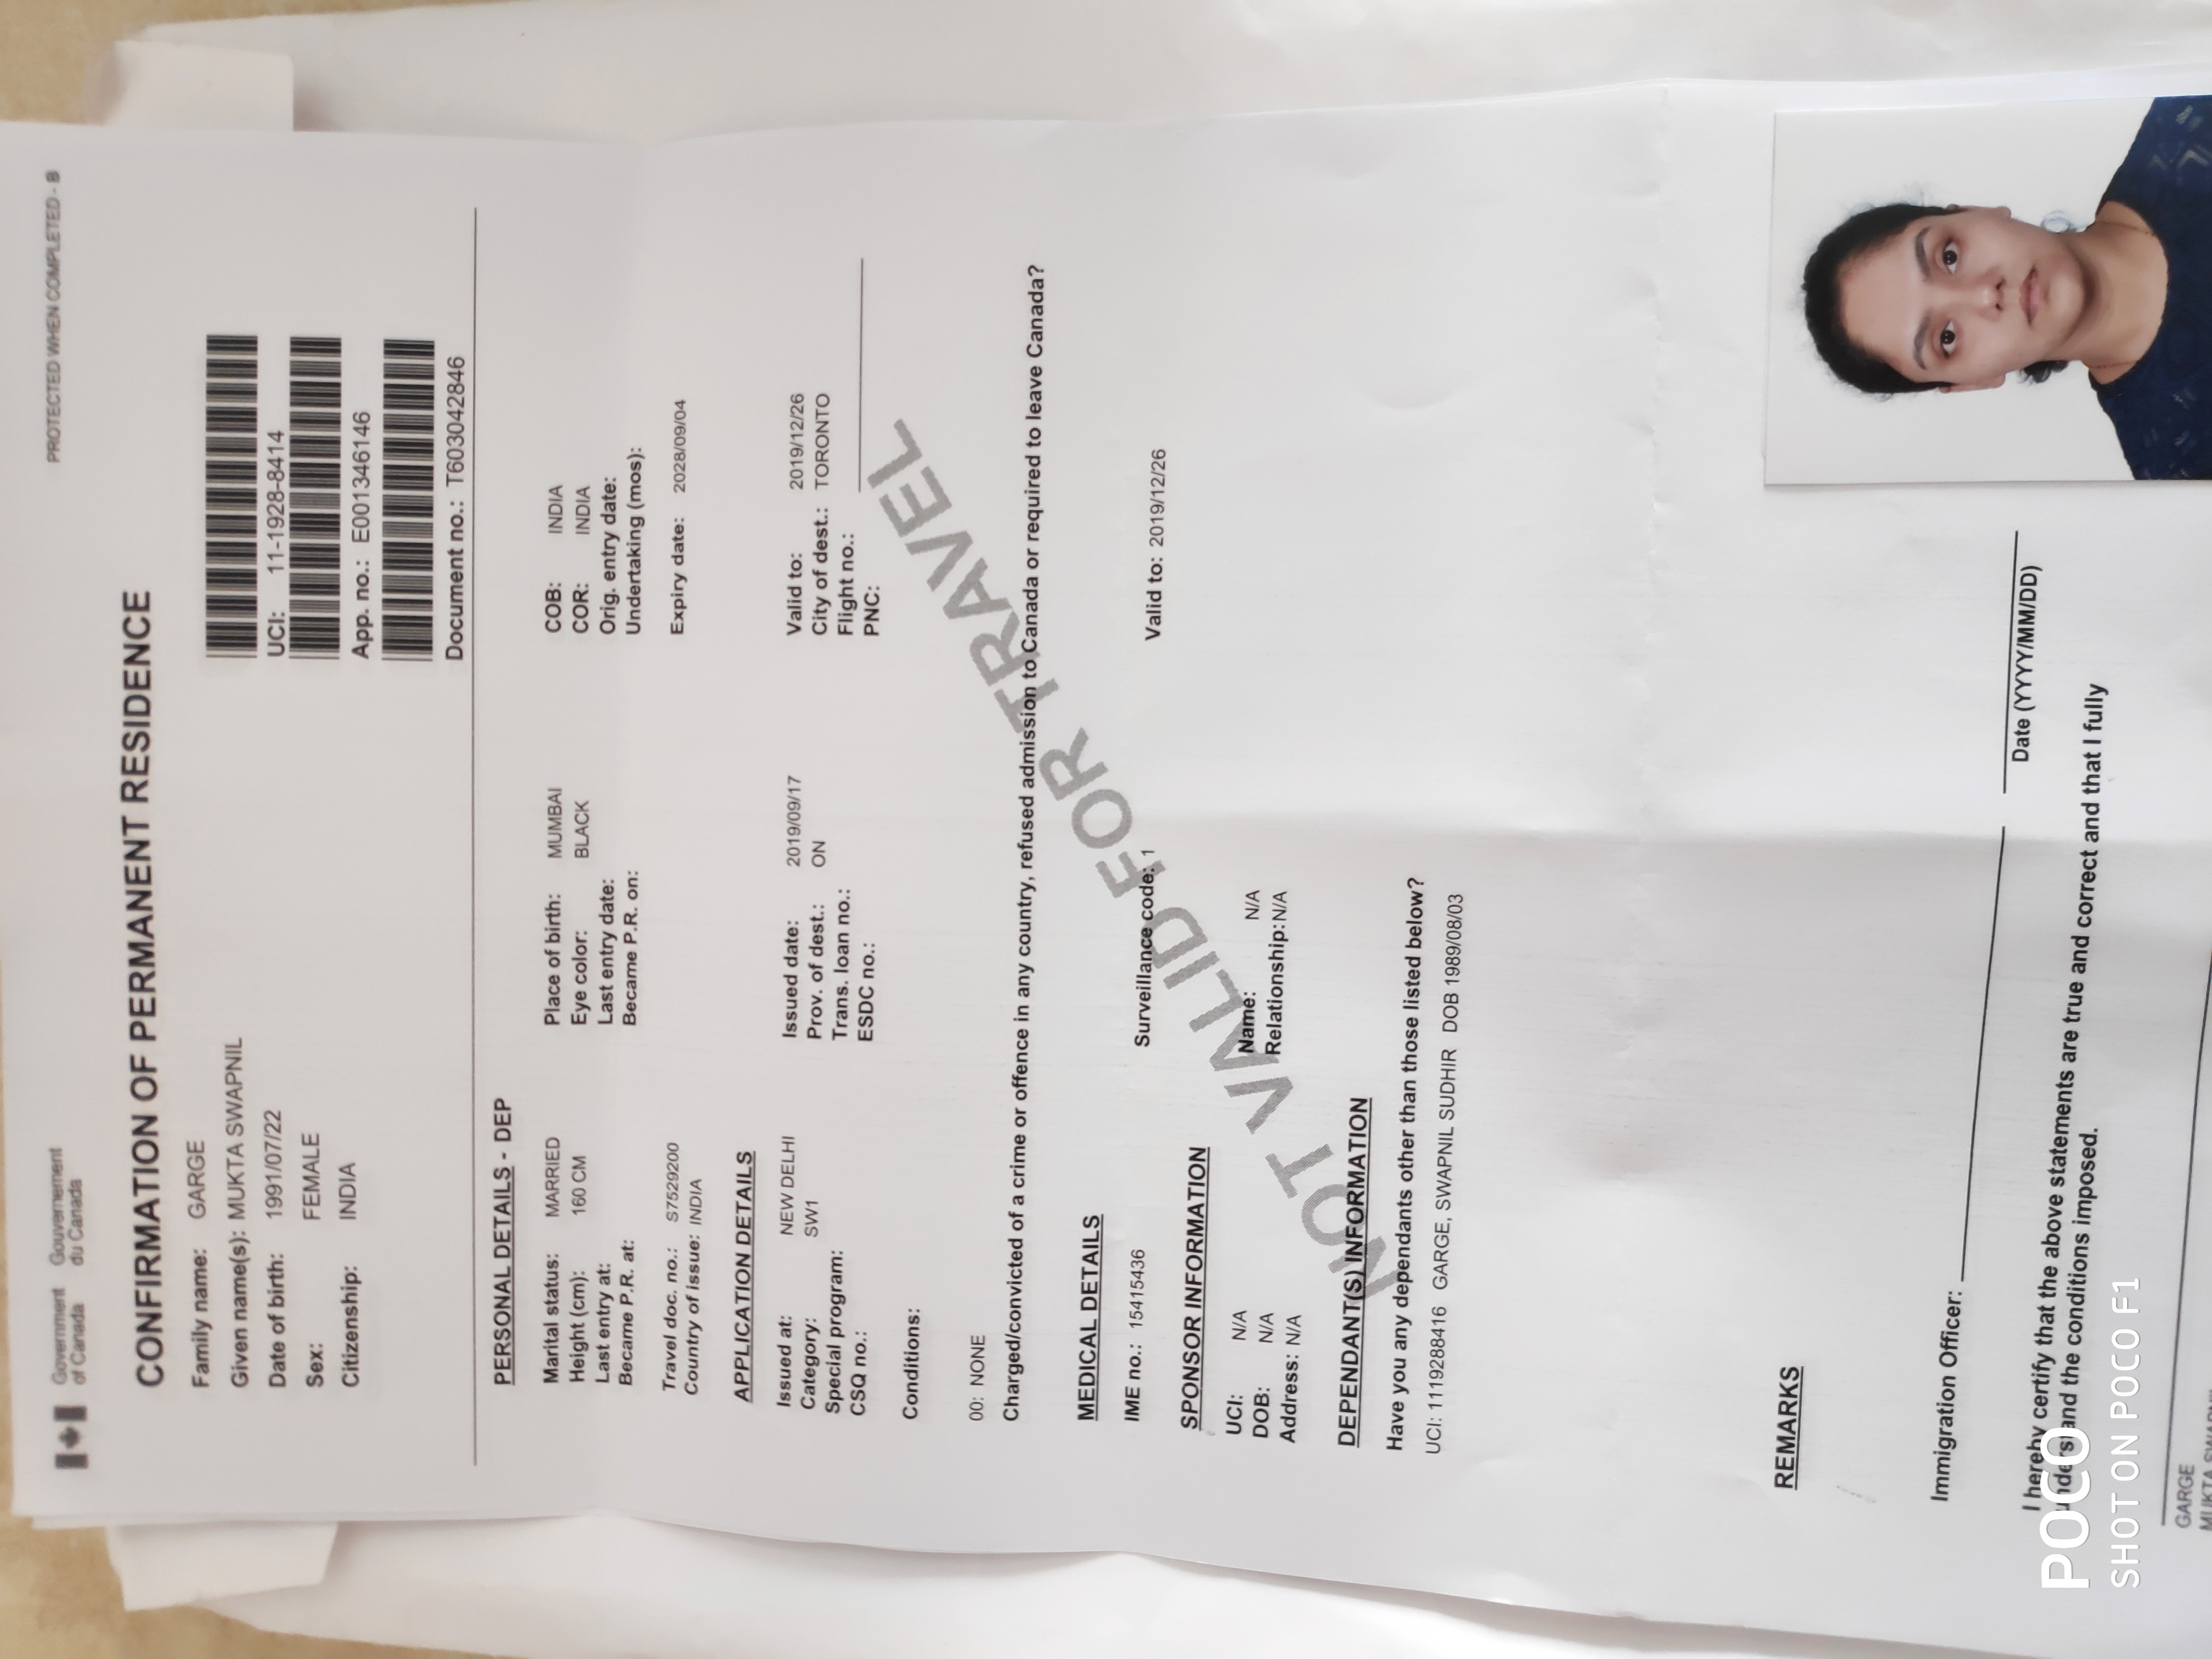 Government Gouvernement
of Canada du Canada
PROTECTED WHEN COMPLETED - B
CONFIRMATION OF PERMANENT RESIDENCE
Family name: GARGE
Given name(s): MUKTA SWAPNIL
Date of birth: 1991/07/22
Sex: FEMALE
Citizenship: INDIA
UCI: 11-1928-8414
App. no.: E001346146
Document no.: T603042846
PERSONAL DETAILS - DEP
Marital status: MARRIED Place of birth: MUMBAI COB: INDIA
Height (cm): 160 CM Eye color: BLACK COR: INDIA
Last entry at: Last entry date: Orig. entry date:
Became P.R. at: Became P.R. on: Undertaking (mos):
Travel doc. no.: S7529200 Expiry date: 2028/09/04
Country of issue: INDIA
APPLICATION DETAILS
Issued at: NEW DELHI Issued date: 2019/09/17 Valid to: 2019/12/26
Category: SW1 Prov. of dest.: ON City of dest.: TORONTO
Special program: Trans. loan no.: Flight no.:
CSQ no.: ESDC no.: PNC:
Conditions:
00: NONE
Charged/convicted of a crime or offence in any country, refused admission to Canada or required to leave Canada?
NOT VALID FOR TRAVEL
MEDICAL DETAILS
IME no.: 15415436 Surveillance code: 1 Valid to: 2019/12/26
SPONSOR INFORMATION
UCI: N/A Name: N/A
DOB: N/A Relationship: N/A
Address: N/A
DEPENDANT(S) INFORMATION
Have you any dependants other than those listed below?
UCI: 1119288416 GARGE, SWAPNIL SUDHIR DOB 1989/08/03
REMARKS
Immigration Officer:
Date (YYYY/MM/DD)
I hereby certify that the above statements are true and correct and that I fully
understand the conditions imposed.
POCO
SHOT ON POCO F1
GARGE
MUKTA SWAPNIL